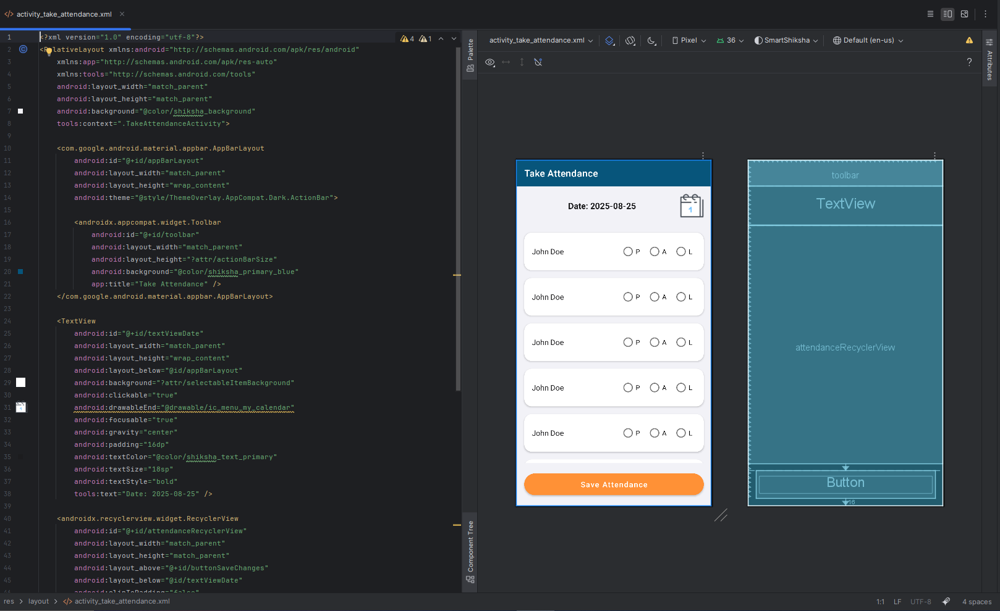 activity_take_attendance.xml
1 <?xml version="1.0" encoding="utf-8"?>
2 <RelativeLayout xmlns:android="http://schemas.android.com/apk/res/android"
3 xmlns:app="http://schemas.android.com/apk/res-auto"
4 xmlns:tools="http://schemas.android.com/tools"
5 android:layout_width="match_parent"
6 android:layout_height="match_parent"
7 android:background="@color/shiksha_background"
8 tools:context=".TakeAttendanceActivity">
9
10 <com.google.android.material.appbar.AppBarLayout
11 android:id="@+id/appBarLayout"
12 android:layout_width="match_parent"
13 android:layout_height="wrap_content"
14 android:theme="@style/ThemeOverlay.AppCompat.Dark.ActionBar">
15
16 <androidx.appcompat.widget.Toolbar
17 android:id="@+id/toolbar"
18 android:layout_width="match_parent"
19 android:layout_height="?attr/actionBarSize"
20 android:background="@color/shiksha_primary_blue"
21 app:title="Take Attendance" />
22 </com.google.android.material.appbar.AppBarLayout>
23
24 <TextView
25 android:id="@+id/textViewDate"
26 android:layout_width="match_parent"
27 android:layout_height="wrap_content"
28 android:layout_below="@id/appBarLayout"
29 android:background="?attr/selectableItemBackground"
30 android:clickable="true"
31 android:drawableEnd="@drawable/ic_menu_my_calendar"
32 android:focusable="true"
33 android:gravity="center"
34 android:padding="16dp"
35 android:textColor="@color/shiksha_text_primary"
36 android:textSize="18sp"
37 android:textStyle="bold"
38 tools:text="Date: 2025-08-25" />
39
40 <androidx.recyclerview.widget.RecyclerView
41 android:id="@+id/attendanceRecyclerView"
42 android:layout_width="match_parent"
43 android:layout_height="match_parent"
44 android:layout_above="@+id/buttonSaveChanges"
45 android:layout_below="@id/textViewDate"
46 android:clipToPadding="false"
4 1
Palette
Component Tree
activity_take_attendance.xml Pixel 36 SmartShiksha Default (en-us)
?
Attributes
Take Attendance
Date: 2025-08-25
1
John Doe P A L
John Doe P A L
John Doe P A L
John Doe P A L
John Doe P A L
Save Attendance
toolbar
TextView
attendanceRecyclerView
Button
16
res > layout > activity_take_attendance.xml
1:1 LF UTF-8 4 spaces